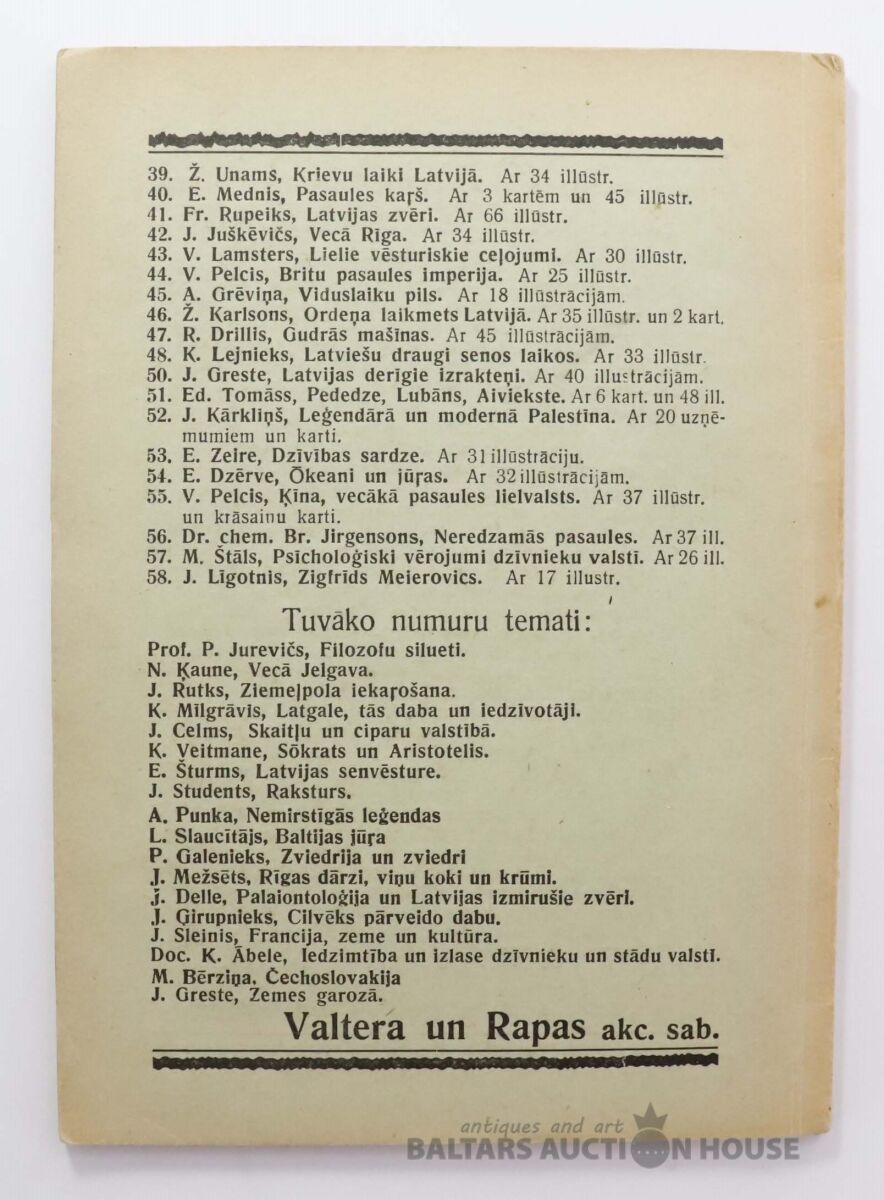 39. Ž. Unams, Krievu laiki Latvijā. Ar 34 illūstr.
40. E. Mednis, Pasaules kaŗš. Ar 3 kartēm un 45 illūstr.
41. Fr. Rupeiks, Latvijas zvēri. Ar 66 illūstr.
42. J. Juškēvičs, Vecā Rīga. Ar 34 illūstr.
43. V. Lamsters, Lielie vēsturiskie ceļojumi. Ar 30 illūstr.
44. V. Pelcis, Britu pasaules imperija. Ar 25 illūstr.
45. A. Grēviņa, Viduslaiku pils. Ar 18 illūstrācijām.
46. Ž. Karlsons, Ordeņa laikmets Latvijā. Ar 35 illūstr. un 2 kart.
47. R. Drillis, Gudrās mašīnas. Ar 45 illūstrācijām.
48. K. Lejnieks, Latviešu draugi senos laikos. Ar 33 illūstr.
50. J. Greste, Latvijas derīgie izrakteņi. Ar 40 illustrācijām.
51. Ed. Tomāss, Pededze, Lubāns, Aiviekste. Ar 6 kart. un 48 ill.
52. J. Kārkliņš, Leģendārā un modernā Palestīna. Ar 20 uzņē-
mumiem un karti.
53. E. Zeire, Dzīvības sardze. Ar 31 illūstrāciju.
54. E. Dzērve, Ōkeani un jūŗas. Ar 32 illūstrācijām.
55. V. Pelcis, Ķīna, vecākā pasaules lielvalsts. Ar 37 illūstr.
un krāsainu karti.
56. Dr. chem. Br. Jirgensons, Neredzamās pasaules. Ar 37 ill.
57. M. Štāls, Psīcholoģiski vērojumi dzīvnieku valstī. Ar 26 ill.
58. J. Līgotnis, Zigfrīds Meierovics. Ar 17 illustr.
Tuvāko numuru temati:
Prof. P. Jurevičs, Filozofu silueti.
N. Ķaune, Vecā Jelgava.
J. Rutks, Ziemeļpola iekaŗošana.
K. Mīlgrāvis, Latgale, tās daba un iedzīvotāji.
J. Celms, Skaitļu un ciparu valstībā.
K. Veitmane, Sōkrats un Aristotelis.
E. Šturms, Latvijas senvēsture.
J. Students, Raksturs.
A. Punka, Nemirstīgās leģendas
L. Slaucītājs, Baltijas jūra
P. Galenieks, Zviedrija un zviedri
J. Mežsēts, Rīgas dārzi, viņu koki un krūmi.
J. Delle, Palaiontoloģija un Latvijas izmirušie zvēri.
J. Girupnieks, Cilvēks pārveido dabu.
J. Sleinis, Francija, zeme un kultūra.
Doc. K. Ābele, Iedzimtība un izlase dzīvnieku un stādu valstī.
M. Bērziņa, Čechoslovakija
J. Greste, Zemes garozā.
Valtera un Rapas akc. sab.
antiques and art
BALTARS AUCTION HOUSE